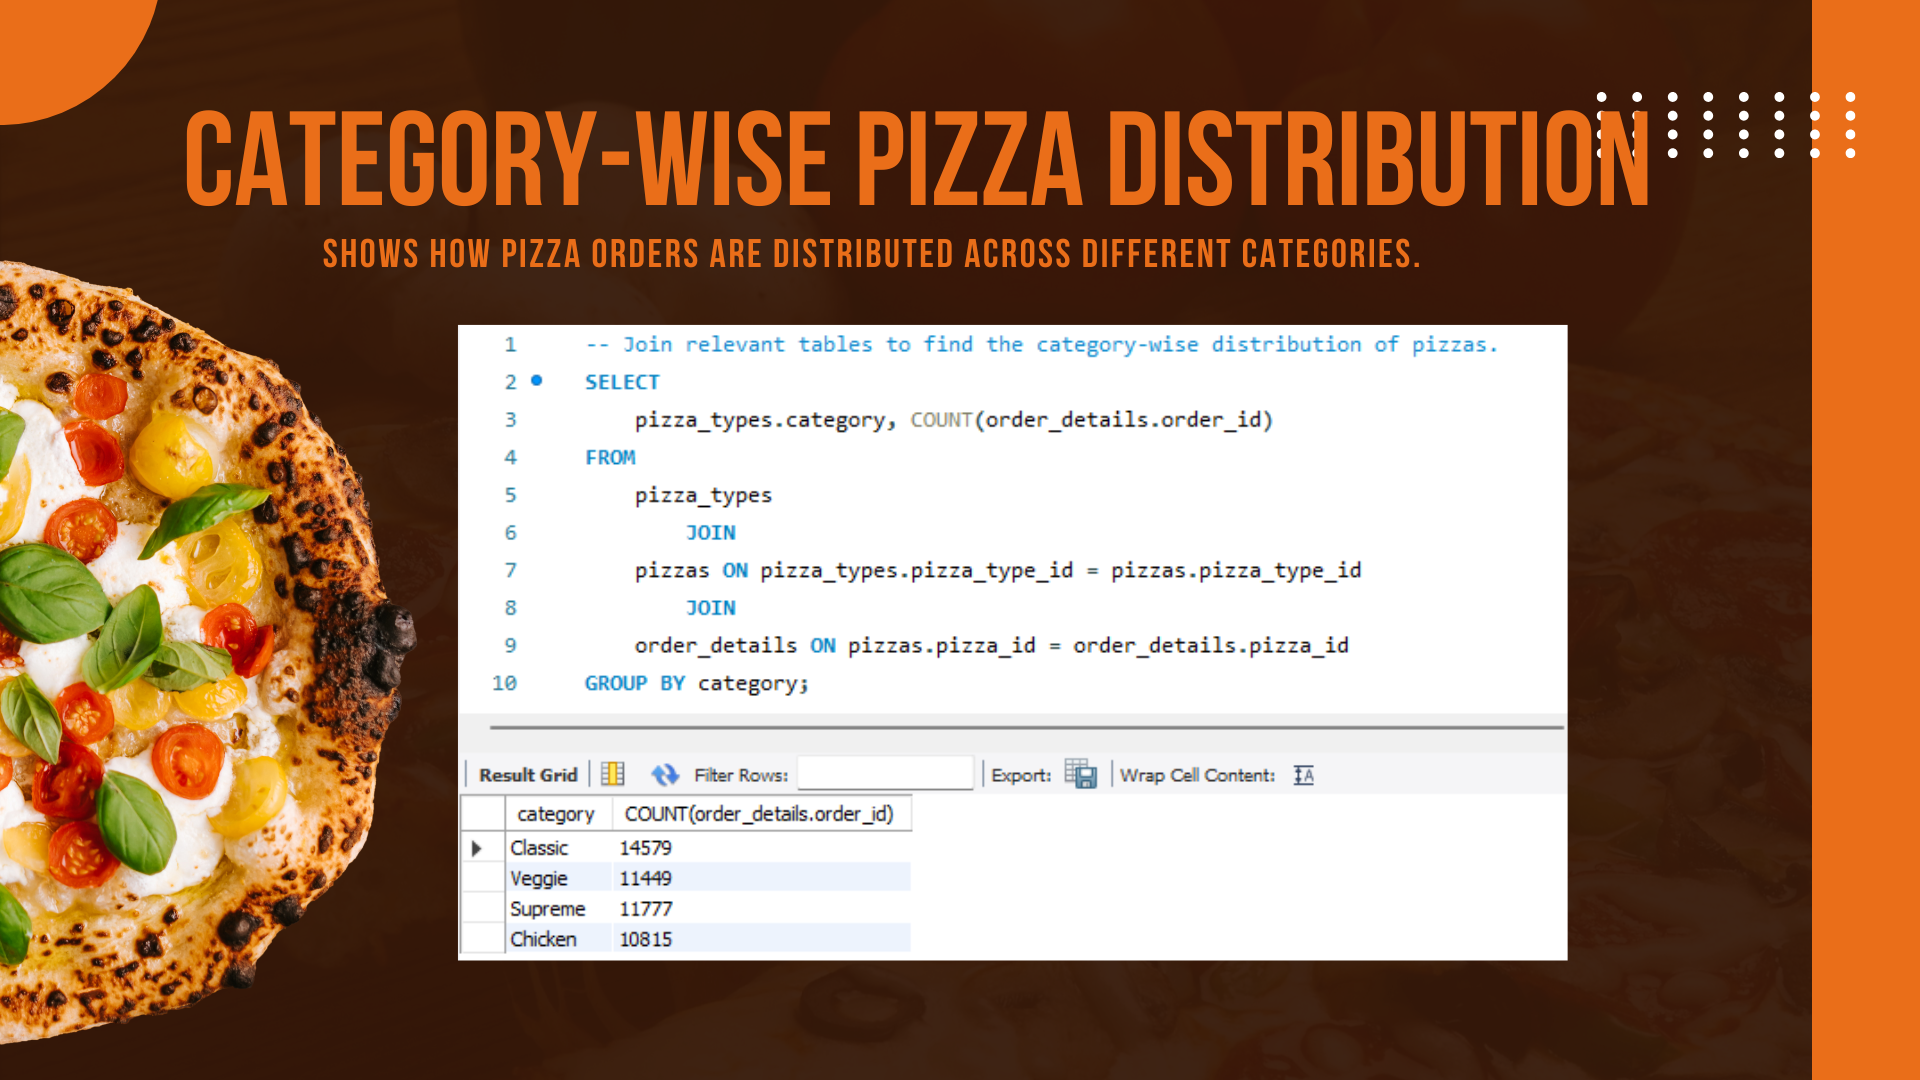 CATEGORY-WISE PIZZA DISTRIBUTION
SHOWS HOW PIZZA ORDERS ARE DISTRIBUTED ACROSS DIFFERENT CATEGORIES.
1 -- Join relevant tables to find the category-wise distribution of pizzas.
2 SELECT
3 pizza_types.category, COUNT(order_details.order_id)
4 FROM
5 pizza_types
6 JOIN
7 pizzas ON pizza_types.pizza_type_id = pizzas.pizza_type_id
8 JOIN
9 order_details ON pizzas.pizza_id = order_details.pizza_id
10 GROUP BY category;
Result Grid Filter Rows: Export: Wrap Cell Content:
category COUNT(order_details.order_id)
Classic 14579
Veggie 11449
Supreme 11777
Chicken 10815